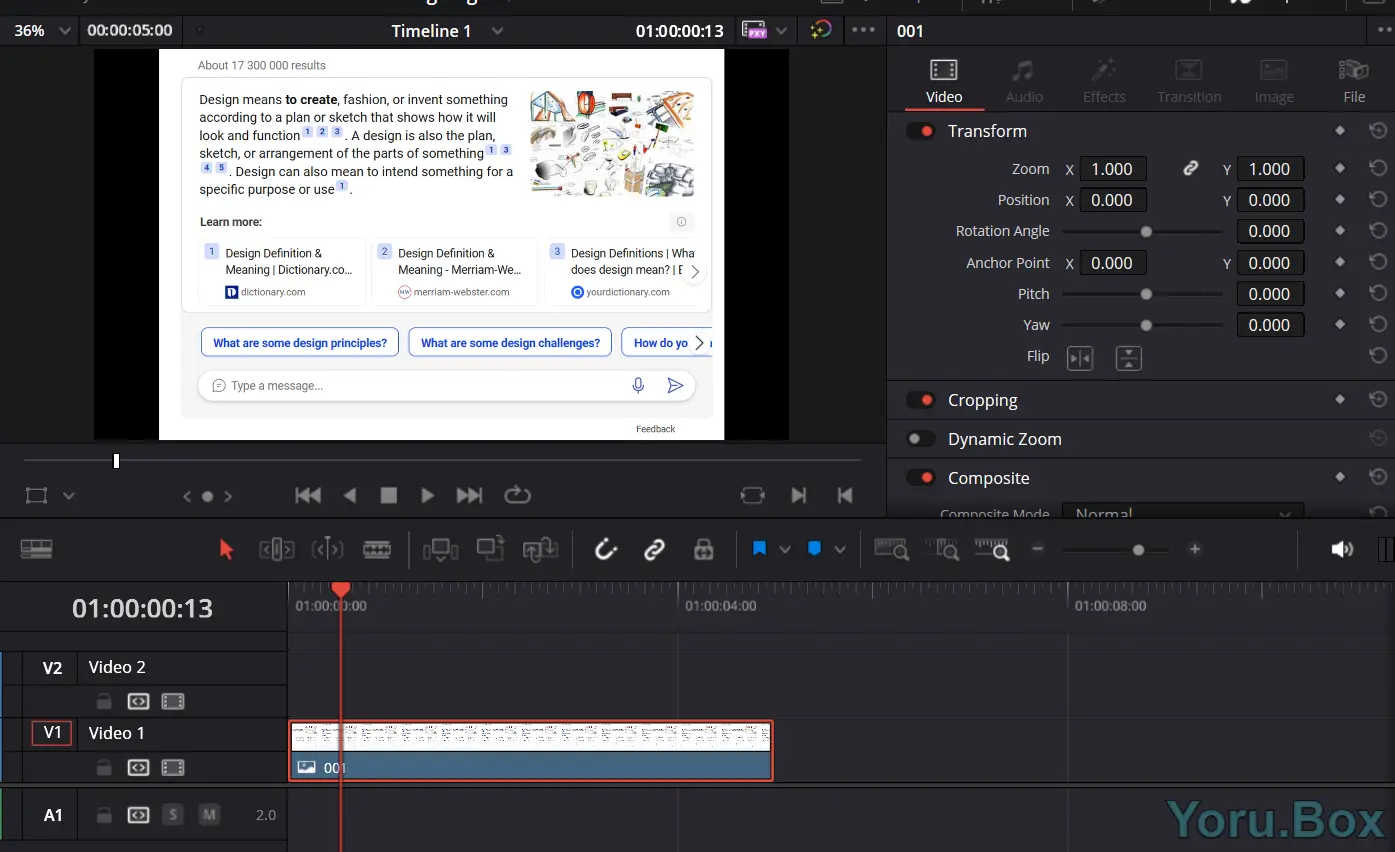 36%
00:00:05:00
Timeline 1
01:00:00:13
PXY
001
About 17 300 000 results
Design means to create, fashion, or invent something
according to a plan or sketch that shows how it will
look and function 1 2 3 . A design is also the plan,
sketch, or arrangement of the parts of something 1 3
4 5 . Design can also mean to intend something for a
specific purpose or use 1 .
Learn more:
1 Design Definition &
Meaning | Dictionary.co...
dictionary.com
2 Design Definition &
Meaning - Merriam-We...
merriam-webster.com
3 Design Definitions | Wha
does design mean? |
yourdictionary.com
What are some design principles?
What are some design challenges?
How do yo
Type a message...
Feedback
Video
Audio
Effects
Transition
Image
File
Transform
Zoom X 1.000 Y 1.000
Position X 0.000 Y 0.000
Rotation Angle 0.000
Anchor Point X 0.000 Y 0.000
Pitch 0.000
Yaw 0.000
Flip
Cropping
Dynamic Zoom
Composite
Composite Mode Normal
01:00:00:13
01:00:00:00
01:00:04:00
01:00:08:00
V2 Video 2
V1 Video 1
001
A1 S M 2.0
Yoru.Box